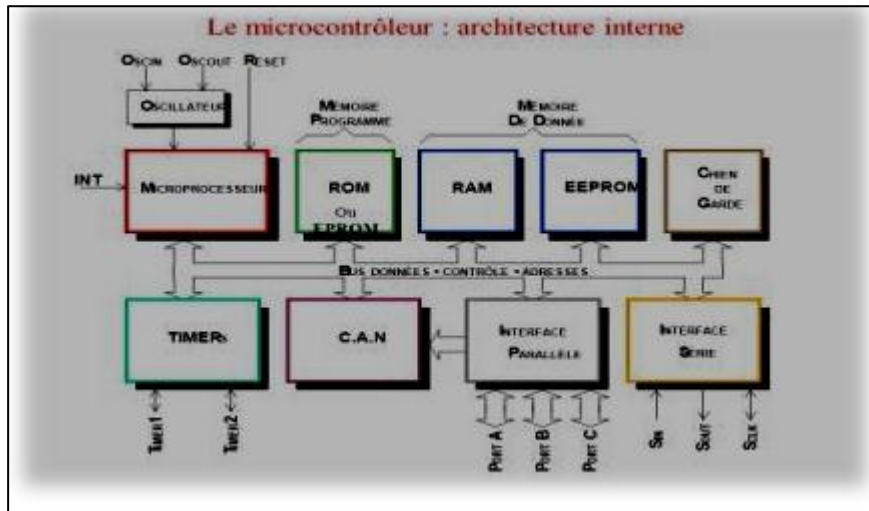 Le microcontrôleur : architecture interne
OSCIN OSCOUT RESET
OSCILLATEUR
MÉMOIRE
PROGRAMME
MÉMOIRE
DE DONNÉE
INT
MICROPROCESSEUR
ROM
Ou
EPROM
RAM
EEPROM
CHIEN
DE
GARDE
BUS DONNÉES - CONTRÔLE - ADRESSES
TIMERs
C.A.N
INTERFACE
PARALLÈLE
INTERFACE
SÉRIE
TIMER1
TIMER2
PORT A
PORT B
PORT C
SIN
SOUT
SCLK